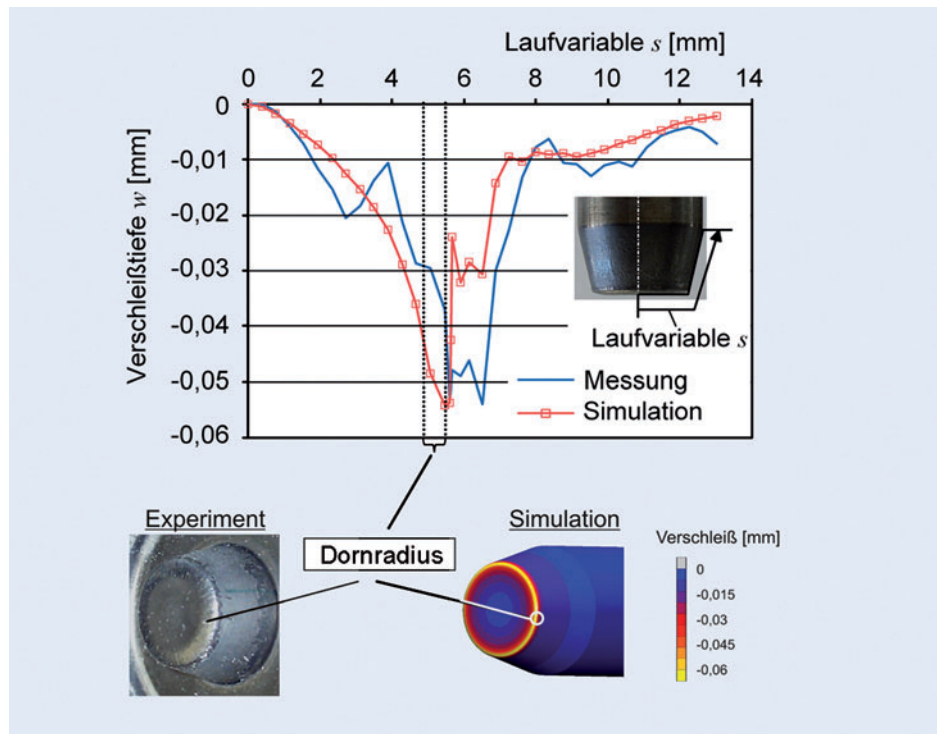 Laufvariable s [mm]
0 2 4 6 8 10 12 14
Verschleißtiefe w [mm]
0
-0,01
-0,02
-0,03
-0,04
-0,05
-0,06
Laufvariable s
Messung
Simulation
Experiment
Simulation
Dornradius
Verschleiß [mm]
0
-0,015
-0,03
-0,045
-0,06